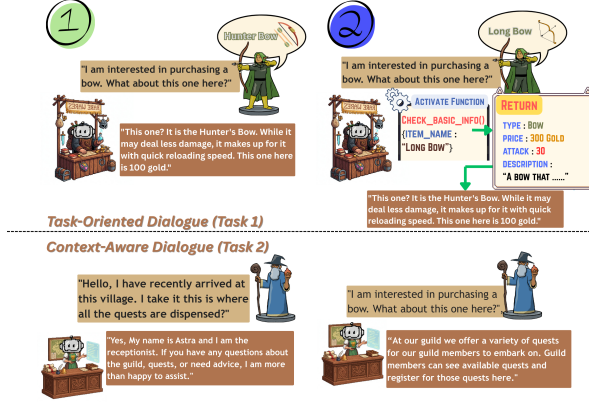 1
Hunter Bow
"I am interested in purchasing a
bow. What about this one here?"
"This one? It is the Hunter's Bow. While it
may deal less damage, it makes up for it
with quick reloading speed. This one here
is 100 gold."
2
Long Bow
"I am interested in purchasing a
bow. What about this one here?"
Activate Function
Check_basic_info()
{item_name :
"Long Bow"}
Return
Type : Bow
Price : 300 Gold
Attack : 30
Description :
"A bow that ......"
"This one? It is the Hunter's Bow. While it may
deal less damage, it makes up for it with quick
reloading speed. This one here is 100 gold."
Task-Oriented Dialogue (Task 1)
Context-Aware Dialogue (Task 2)
"Hello, I have recently arrived at
this village. I take it this is where
all the quests are dispensed?"
"Yes, My name is Astra and I am the
receptionist. If you have any questions about
the guild, quests, or need advice, I am more
than happy to assist."
"I am interested in purchasing a
bow. What about this one here?",
"At our guild we offer a variety of quests
for our guild members to embark on. Guild
members can see available quests and
register for those quests here."